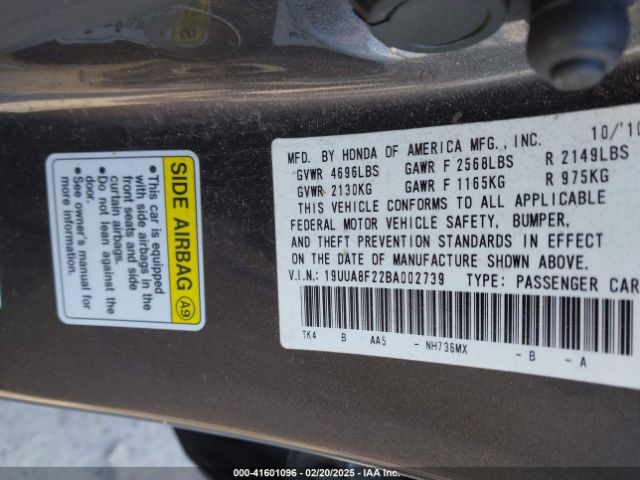 SIDE AIRBAG A9
• This car is equipped
with side airbags in the
front seats and side
curtain airbags.
• Do not lean against the
door.
• See owner's manual for
more information.
MFD. BY HONDA OF AMERICA MFG., INC. 10/'10
GVWR 4696LBS GAWR F 2568LBS R 2149LBS
GVWR 2130KG GAWR F 1165KG R 975KG
THIS VEHICLE CONFORMS TO ALL APPLICABLE
FEDERAL MOTOR VEHICLE SAFETY, BUMPER,
AND THEFT PREVENTION STANDARDS IN EFFECT
ON THE DATE OF MANUFACTURE SHOWN ABOVE.
V.I.N.: 19UUA8F22BA002739 TYPE: PASSENGER CAR
TK4 B AA5 - NH736MX - B - A
000-41601096 - 02/20/2025 - IAAI.COM